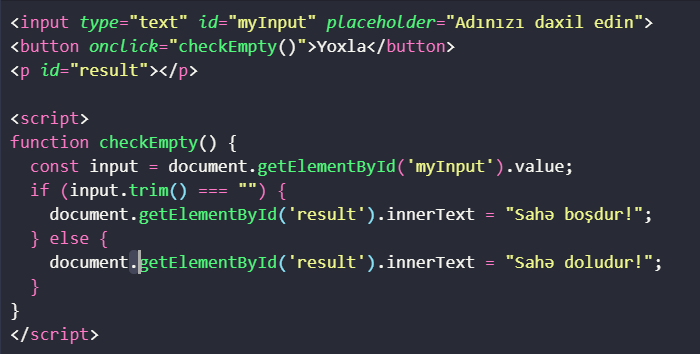 <input type="text" id="myInput" placeholder="Adınızı daxil edin">
<button onclick="checkEmpty()">Yoxla</button>
<p id="result"></p>

<script>
function checkEmpty() {
  const input = document.getElementById('myInput').value;
  if (input.trim() === "") {
    document.getElementById('result').innerText = "Sahə boşdur!";
  } else {
    document.getElementById('result').innerText = "Sahə doludur!";
  }
}
</script>